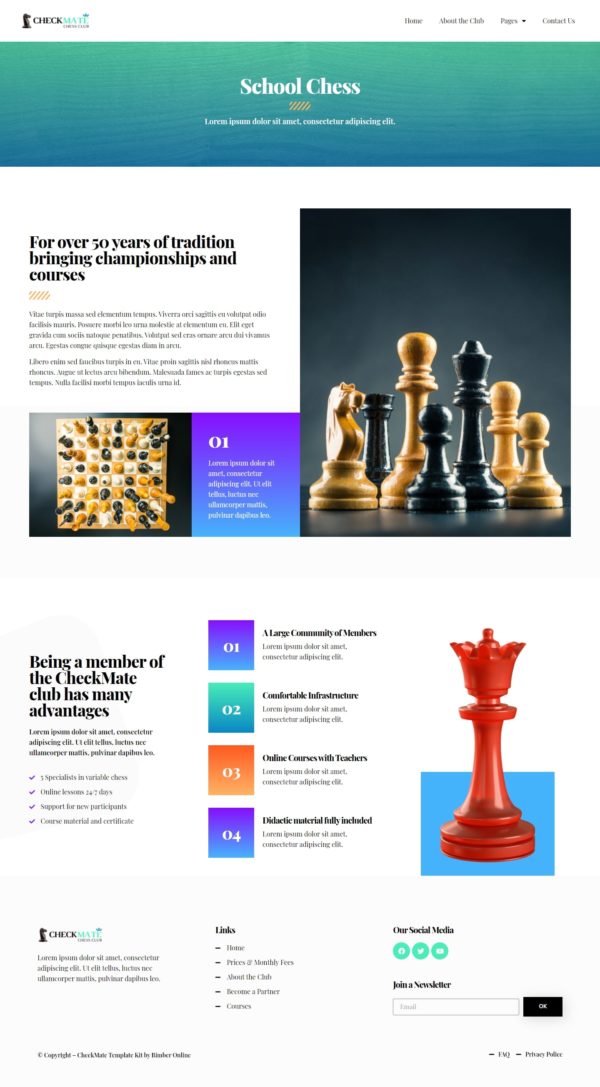 CHECKMATE
CHESS CLUB
Home About the Club Pages Contact Us
School Chess
Lorem ipsum dolor sit amet, consectetur adipiscing elit.
For over 50 years of tradition
bringing championships and
courses
Vitae turpis massa sed elementum tempus. Viverra orci sagittis eu volutpat odio
facilisis mauris. Posuere morbi leo urna molestie at elementum eu. Elit eget
gravida cum sociis natoque penatibus. Volutpat sed cras ornare arcu dui vivamus
arcu. Egestas congue quisque egestas diam in arcu.
Libero enim sed faucibus turpis in eu. Vitae proin sagittis nisl rhoncus mattis
rhoncus. Augue ut lectus arcu bibendum. Malesuada fames ac turpis egestas sed
tempus. Nulla facilisi morbi tempus iaculis urna id.
01
Lorem ipsum dolor sit
amet, consectetur
adipiscing elit. Ut elit
tellus, luctus nec
ullamcorper mattis,
pulvinar dapibus leo.
Being a member of
the CheckMate
club has many
advantages
Lorem ipsum dolor sit amet, consectetur
adipiscing elit. Ut elit tellus, luctus nec
ullamcorper mattis, pulvinar dapibus leo.
5 Specialists in variable chess
Online lessons 24/7 days
Support for new participants
Course material and certificate
01
A Large Community of Members
Lorem ipsum dolor sit amet,
consectetur adipiscing elit.
02
Comfortable Infrastructure
Lorem ipsum dolor sit amet,
consectetur adipiscing elit.
03
Online Courses with Teachers
Lorem ipsum dolor sit amet,
consectetur adipiscing elit.
04
Didactic material fully included
Lorem ipsum dolor sit amet,
consectetur adipiscing elit.
CHECKMATE
CHESS CLUB
Lorem ipsum dolor sit amet, consectetur
adipiscing elit. Ut elit tellus, luctus nec
ullamcorper mattis, pulvinar dapibus leo.
Links
Home
Prices & Monthly Fees
About the Club
Become a Partner
Courses
Our Social Media
Join a Newsletter
Email OK
© Copyright – CheckMate Template Kit by Bimber Online
FAQ Privacy Police